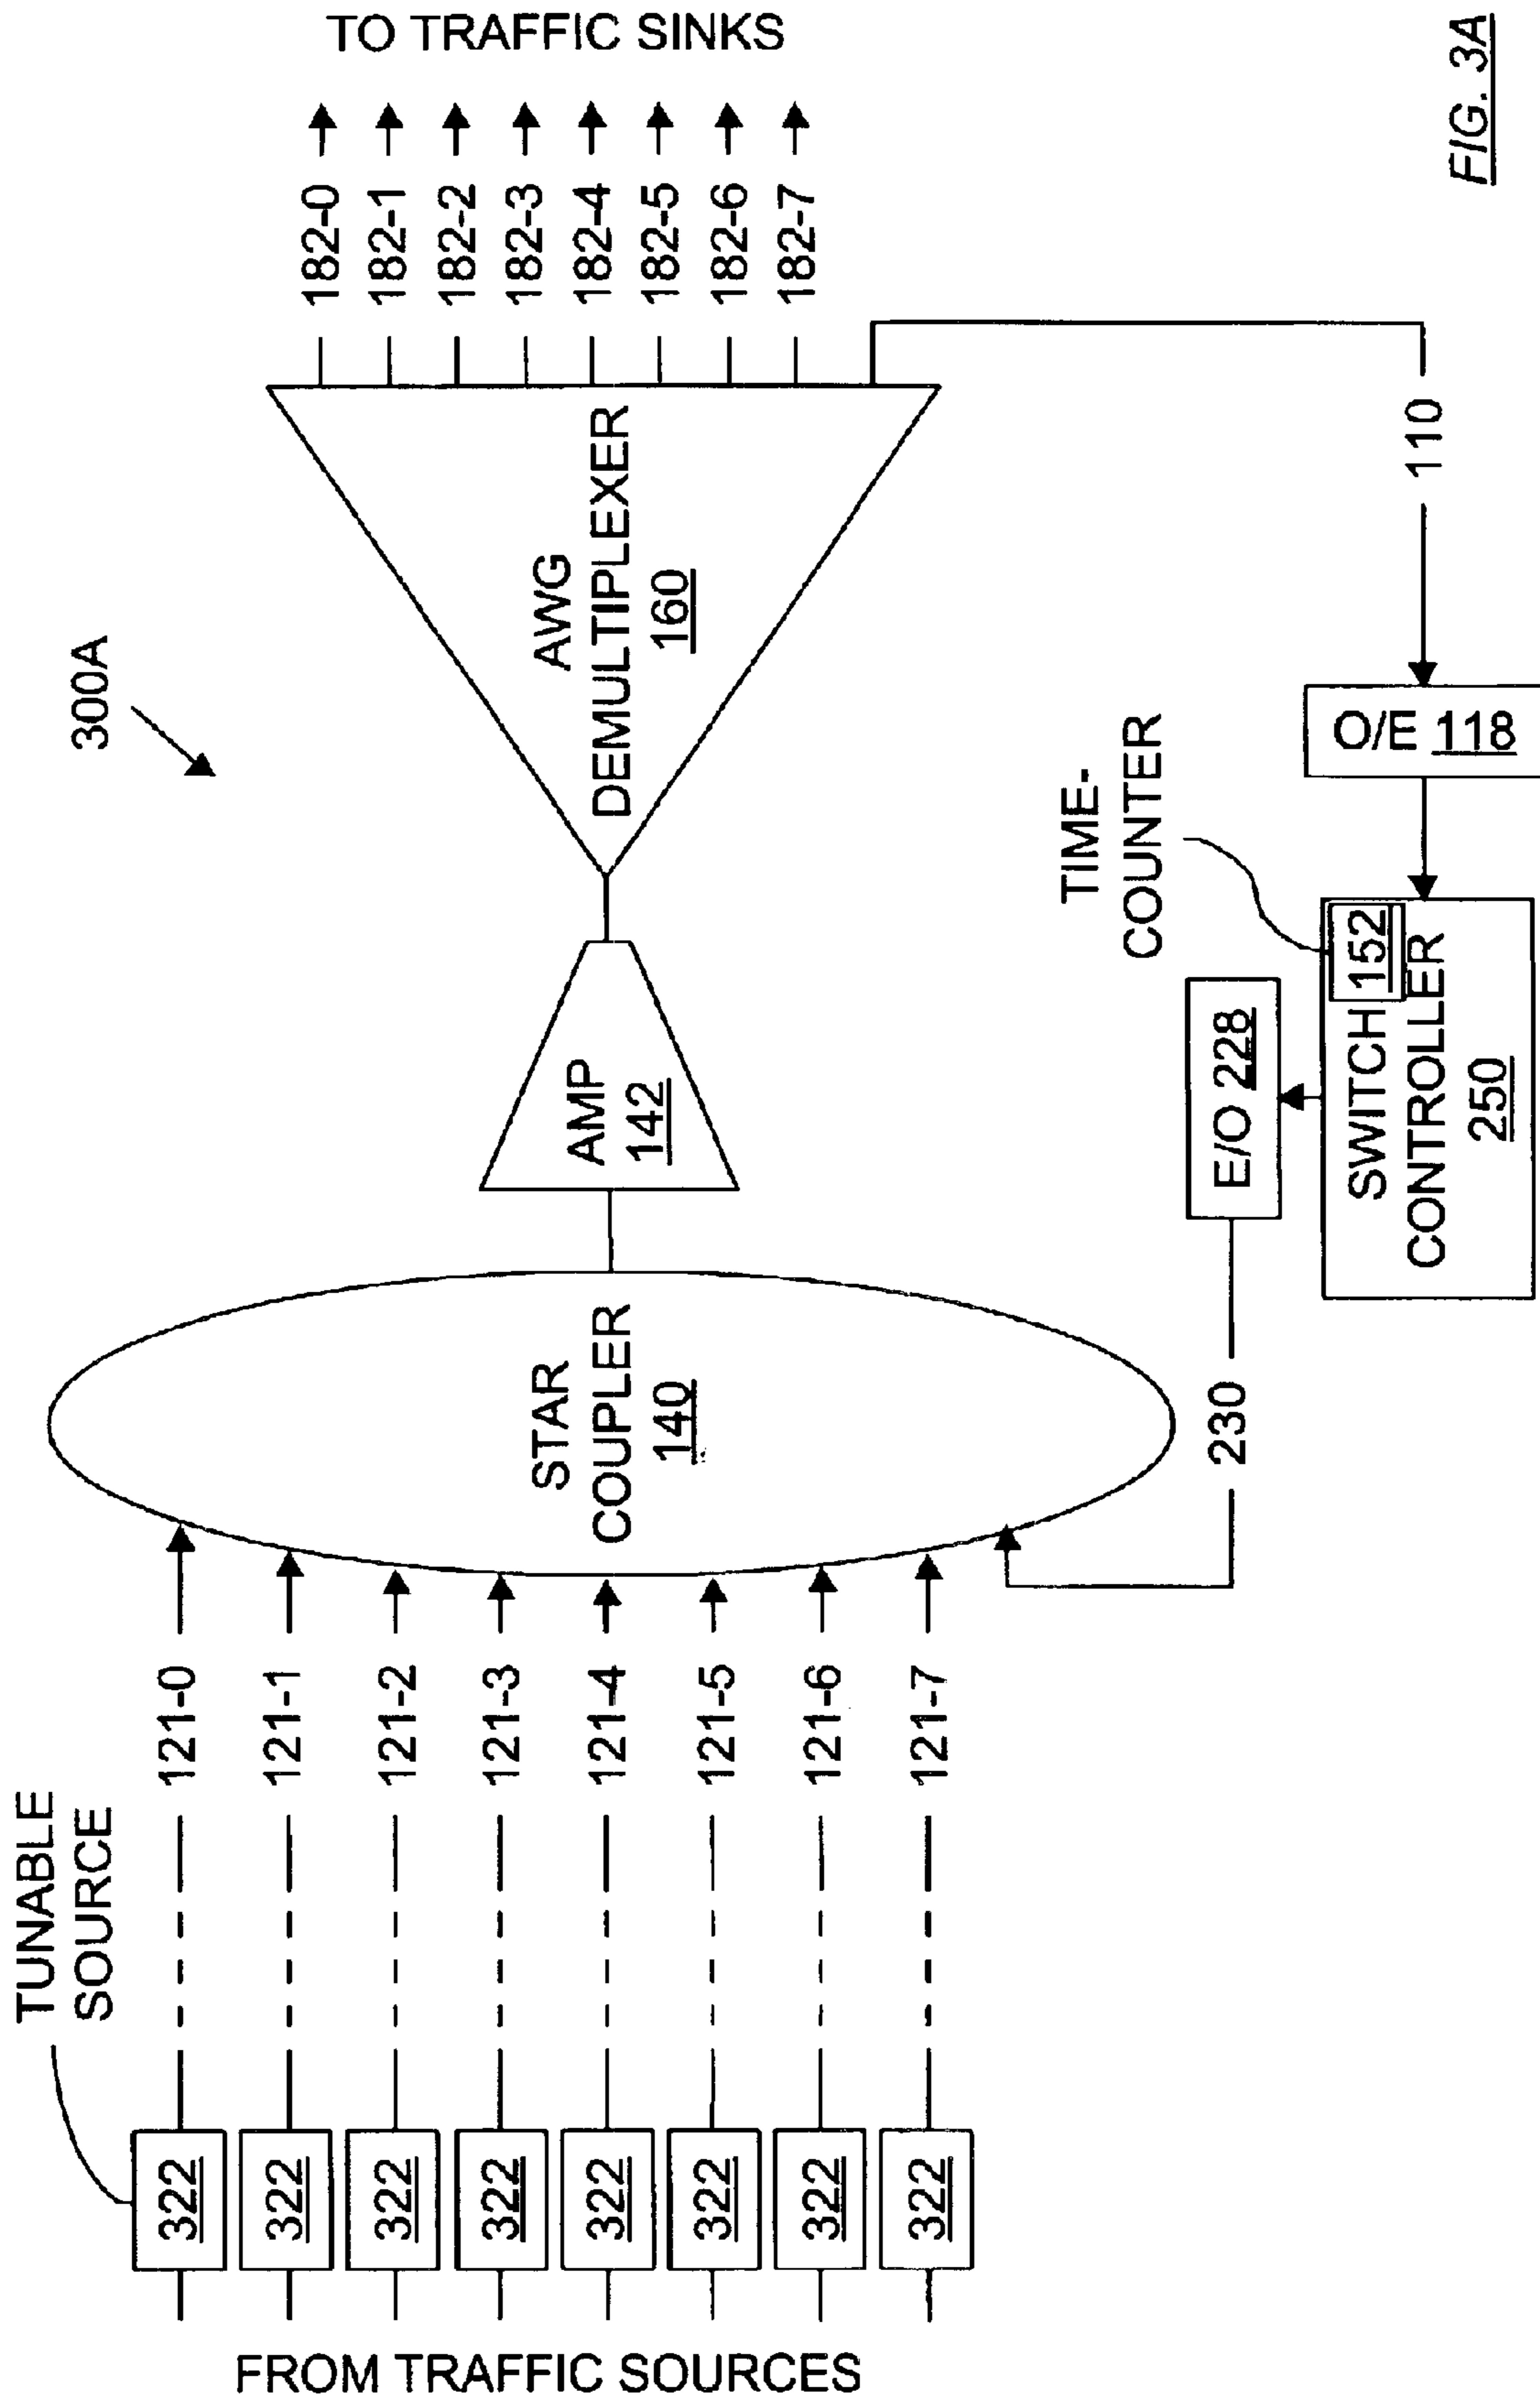 300A
TUNABLE
SOURCE
FROM TRAFFIC SOURCES
322
322
322
322
322
322
322
322
121-0
121-1
121-2
121-3
121-4
121-5
121-6
121-7
STAR
COUPLER
140
AMP
142
AWG
DEMULTIPLEXER
160
182-0
182-1
182-2
182-3
182-4
182-5
182-6
182-7
TO TRAFFIC SINKS
230
E/O 228
TIME-
COUNTER
SWITCH 152
CONTROLLER
250
O/E 118
110
FIG. 3A